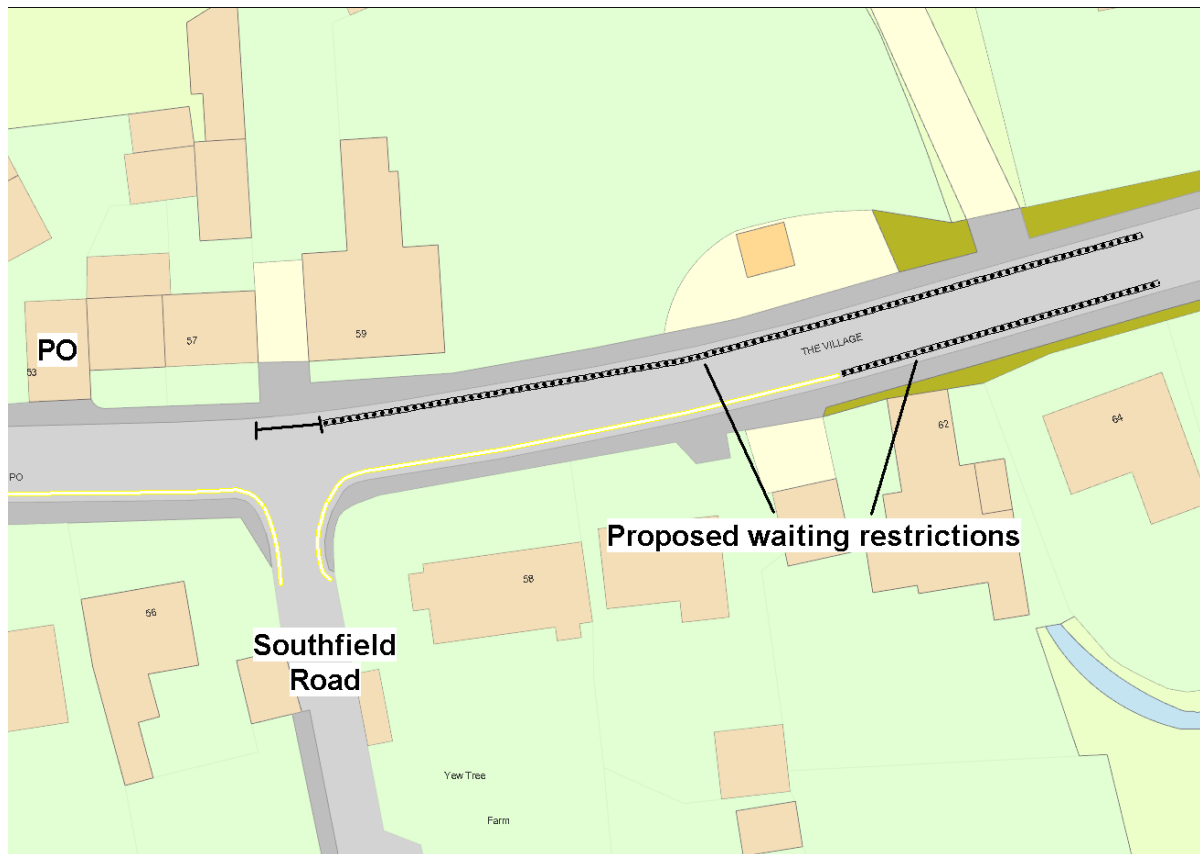 57
59
PO
53
THE VILLAGE
PO
62
64
Proposed waiting restrictions
58
56
Southfield
Road
Yew Tree
Farm